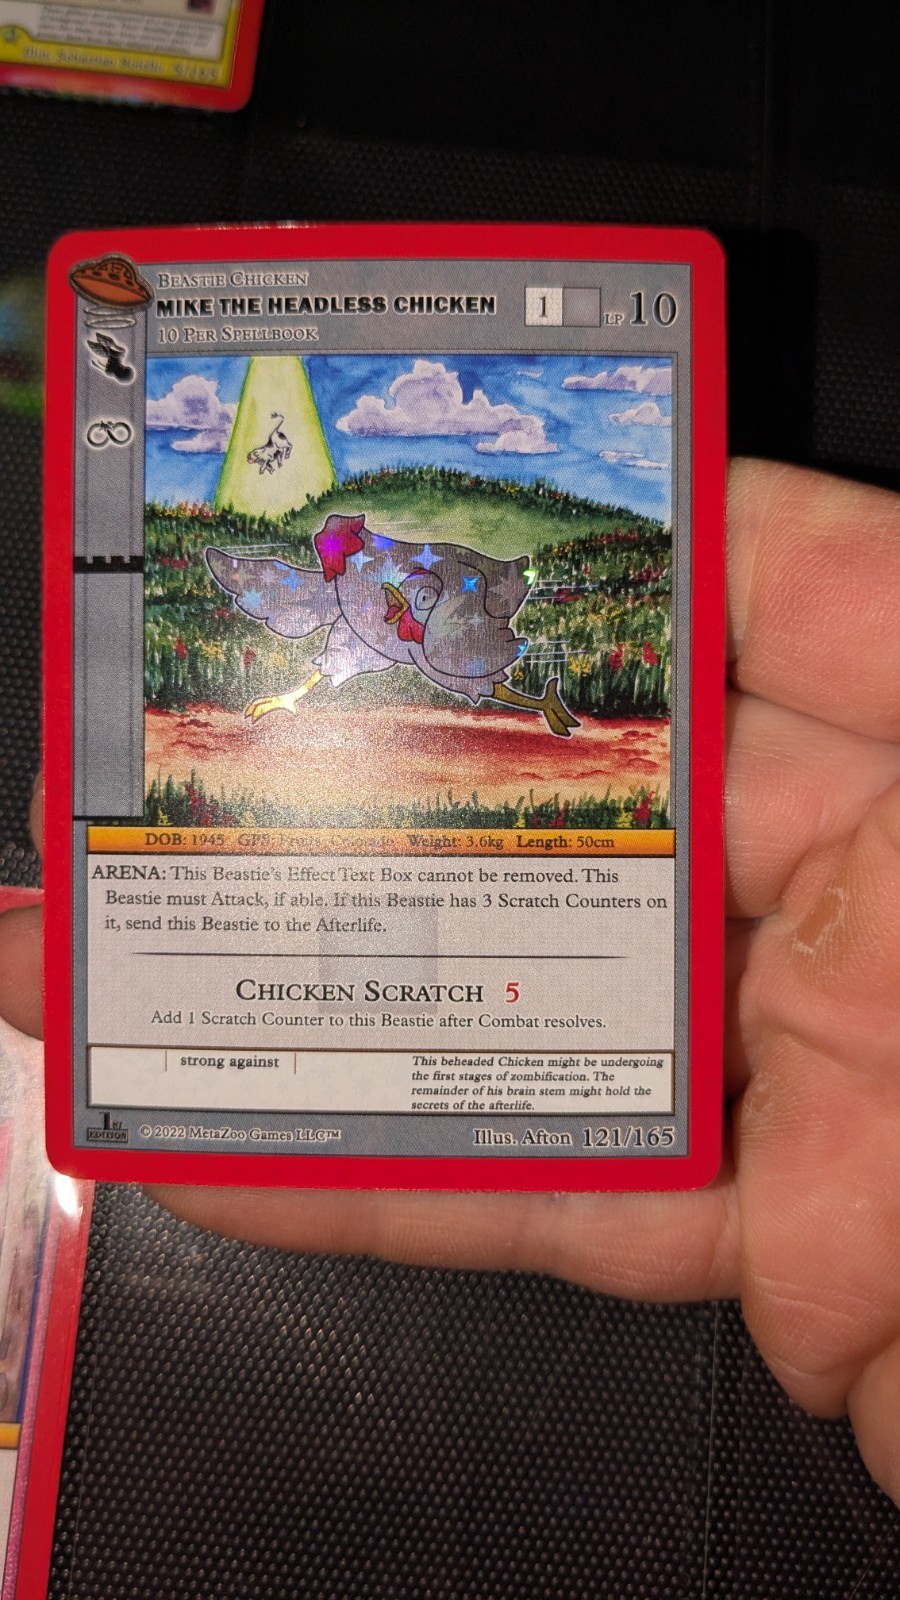 Illus. Sebastian
BEASTIE CHICKEN
MIKE THE HEADLESS CHICKEN
1
LP 10
10 PER SPELLBOOK
DOB: 1945 GPS: Fruita, Colorado Weight: 3.6kg Length: 50cm
ARENA: This Beastie's Effect Text Box cannot be removed. This
Beastie must Attack, if able. If this Beastie has 3 Scratch Counters on
it, send this Beastie to the Afterlife.
CHICKEN SCRATCH 5
Add 1 Scratch Counter to this Beastie after Combat resolves.
strong against
This beheaded Chicken might be undergoing
the first stages of zombification. The
remainder of his brain stem might hold the
secrets of the afterlife.
1st EDITION
© 2022 MetaZoo Games LLC™
Illus. Afton 121/165